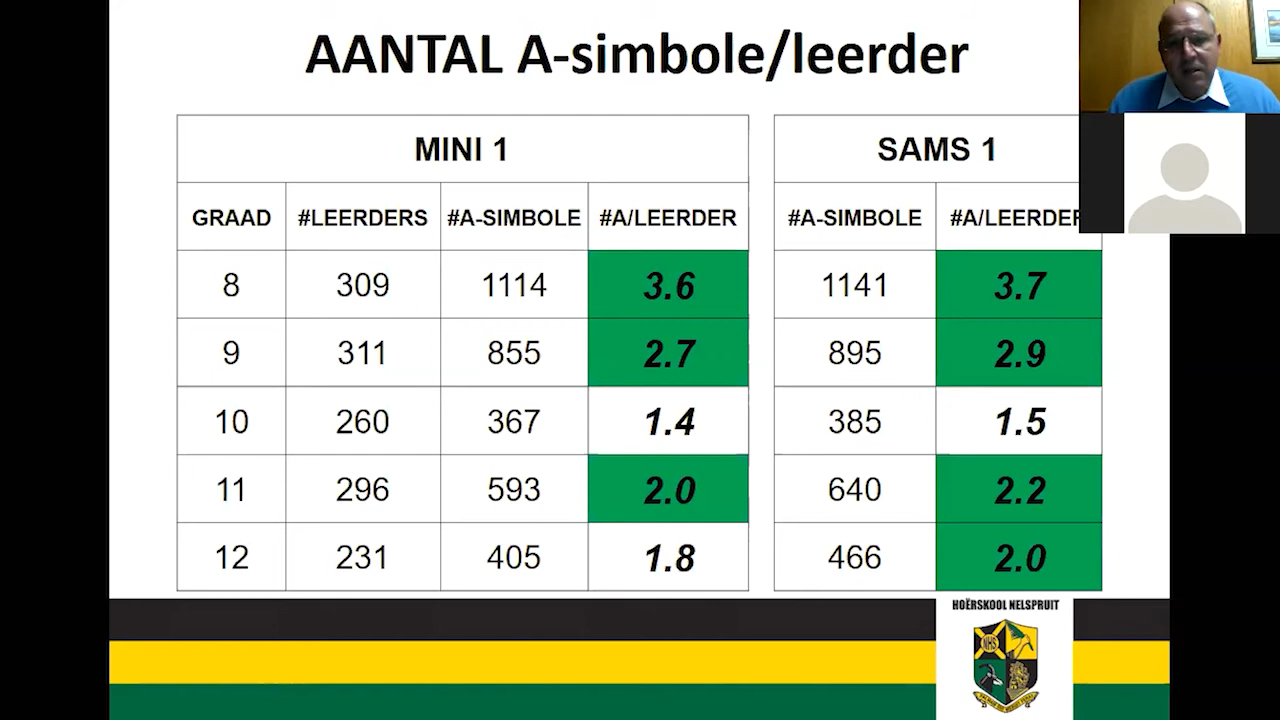 AANTAL A-simbole/leerder
MINI 1 SAMS 1
GRAAD #LEERDERS #A-SIMBOLE #A/LEERDER #A-SIMBOLE #A/LEERDER
8 309 1114 3.6 1141 3.7
9 311 855 2.7 895 2.9
10 260 367 1.4 385 1.5
11 296 593 2.0 640 2.2
12 231 405 1.8 466 2.0
HOËRSKOOL NELSPRUIT
NHS